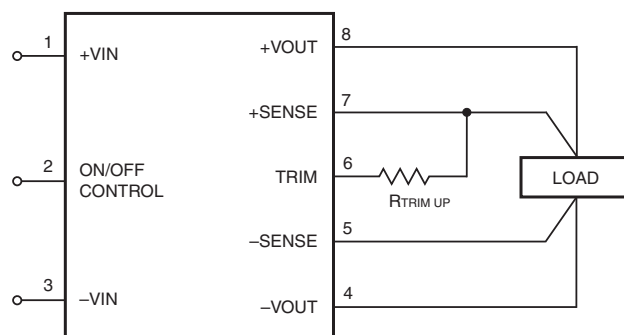 1
+VIN
2
ON/OFF
CONTROL
3
–VIN
+VOUT
8
+SENSE
7
TRIM
6
RTRIM UP
–SENSE
5
–VOUT
4
LOAD